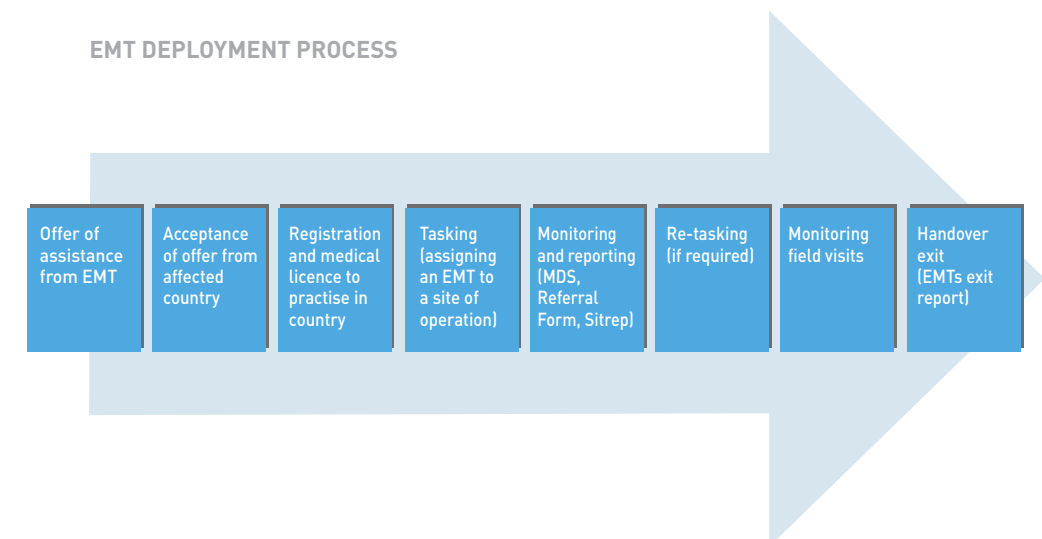 EMT DEPLOYMENT PROCESS
Offer of
assistance
from EMT
Acceptance
of offer from
affected
country
Registration
and medical
licence to
practise in
country
Tasking
(assigning
an EMT to
a site of
operation)
Monitoring
and reporting
(MDS,
Referral
Form, Sitrep)
Re-tasking
(if required)
Monitoring
field visits
Handover
exit
(EMTs exit
report)